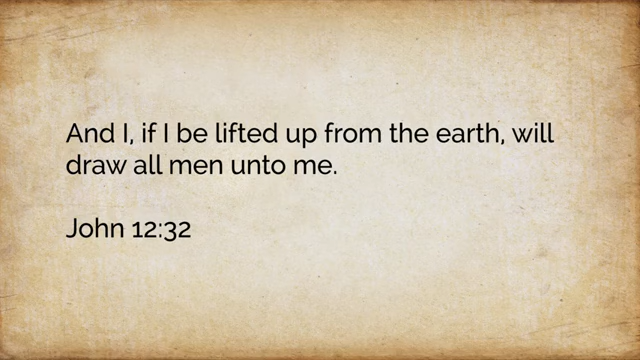 And I, if I be lifted up from the earth, will
draw all men unto me.
John 12:32